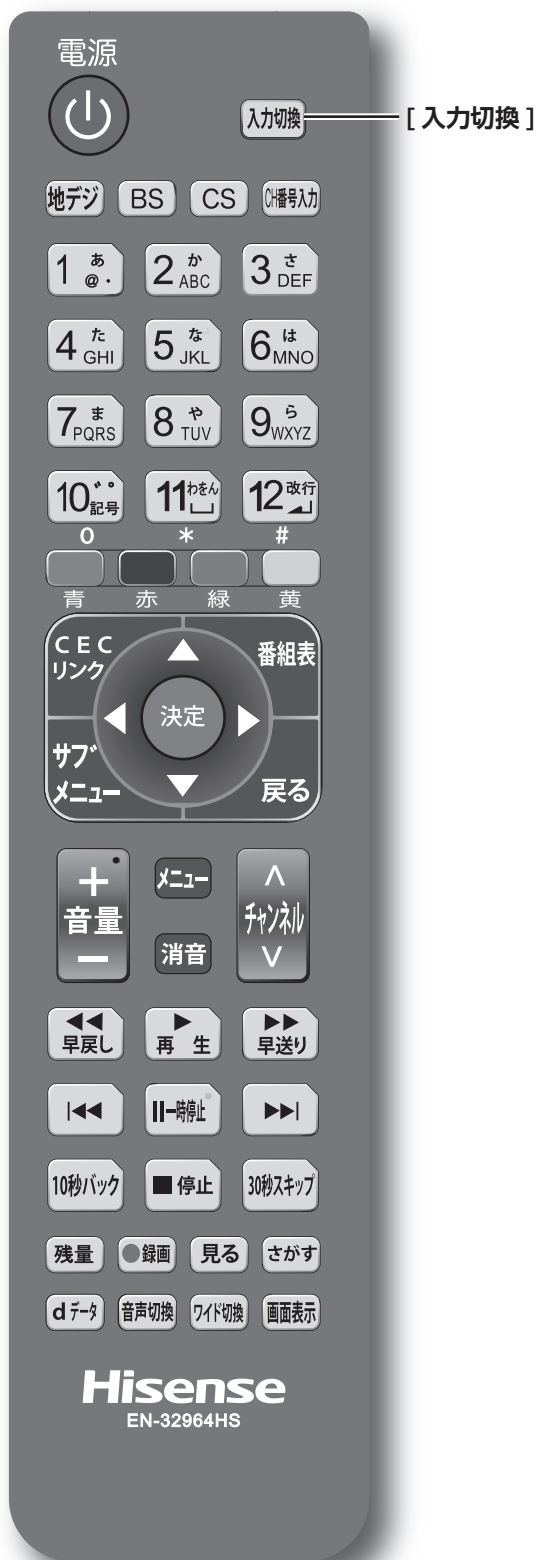 電源
入力切換 [ 入力切換 ]
地デジ BS CS CH番号入力
1 あ @ . 2 か ABC 3 さ DEF
4 た GHI 5 な JKL 6 は MNO
7 ま PQRS 8 や TUV 9 ら WXYZ
10 ゛゜ 記号 11 わをん 12 改行
0 * #
青 赤 緑 黄
CEC
リンク
番組表
決定
サブ
メニュー
戻る
+
音量
−
メニュー
消音
∧
チャンネル
∨
◀◀ ▶ ▶▶
早戻し 再 生 早送り
|◀◀ II一時停止 ▶▶|
10秒バック ■ 停止 30秒スキップ
残量 ●録画 見る さがす
dデータ 音声切換 ワイド切換 画面表示
Hisense
EN-32964HS